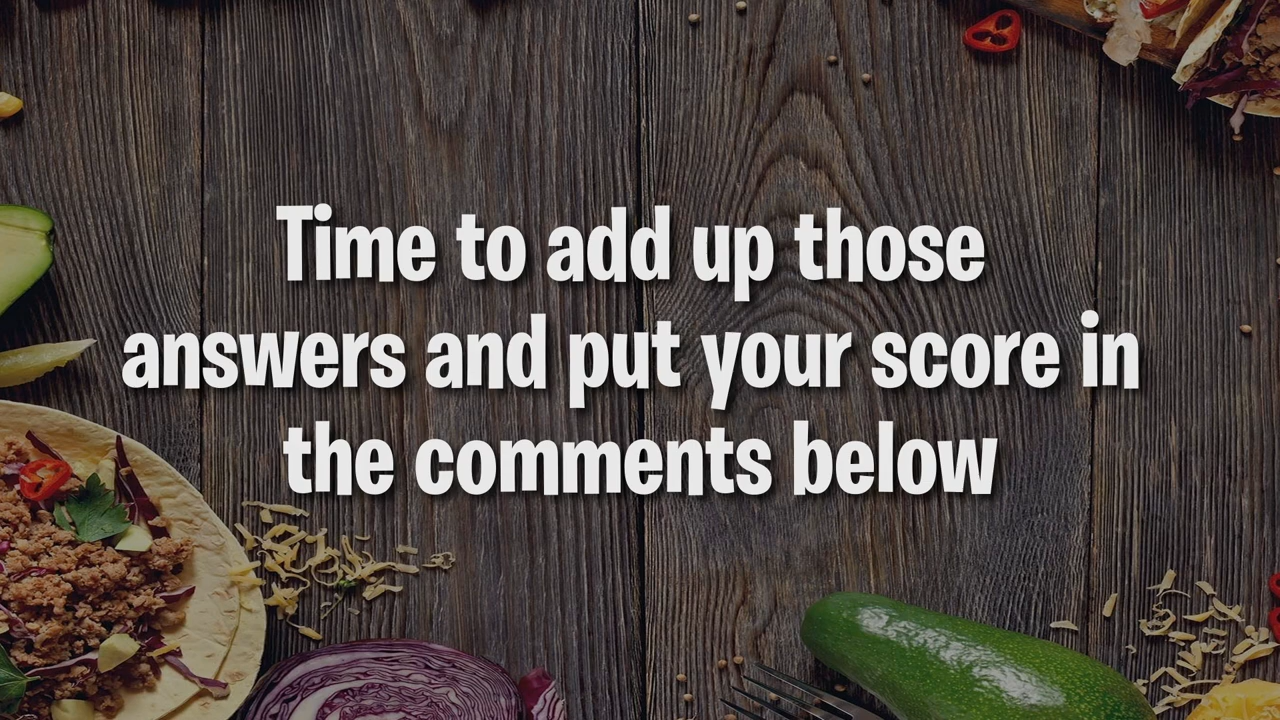 Time to add up those
answers and put your score in
the comments below